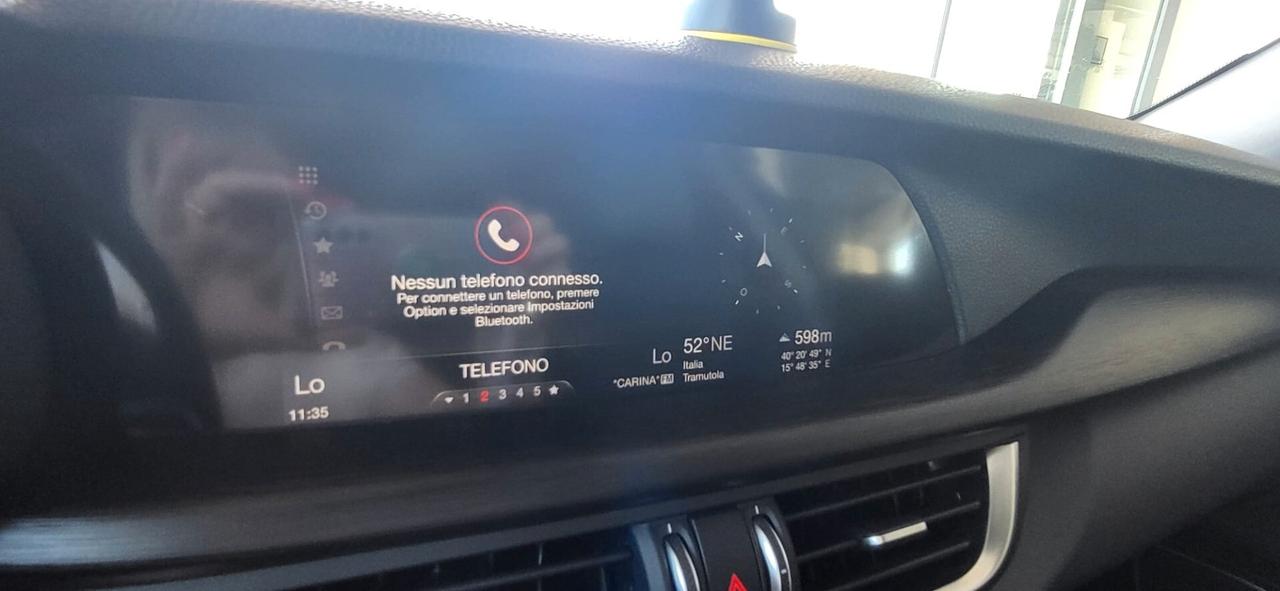 Nessun telefono connesso.
Per connettere un telefono, premere
Option e selezionare Impostazioni
Bluetooth.
TELEFONO
1 2 3 4 5
Lo
11:35
N
E
S
O
Lo
52°NE
Italia
Tramutola
*CARINA* FM
598m
40° 20' 49" N
15° 48' 35" E